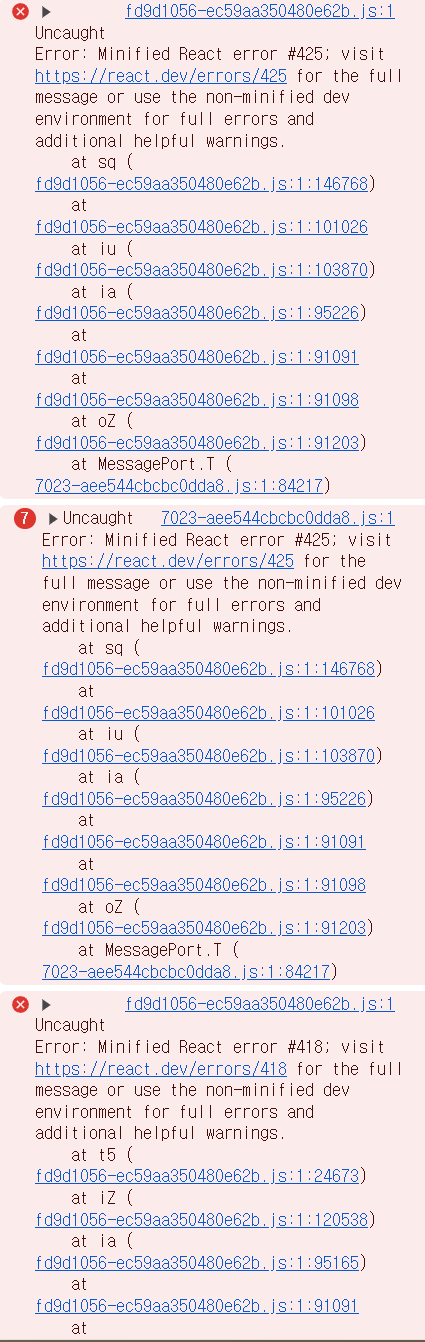 fd9d1056-ec59aa350480e62b.js:1
Uncaught
Error: Minified React error #425; visit
https://react.dev/errors/425 for the full
message or use the non-minified dev
environment for full errors and
additional helpful warnings.
at sq (
fd9d1056-ec59aa350480e62b.js:1:146768)
at
fd9d1056-ec59aa350480e62b.js:1:101026
at iu (
fd9d1056-ec59aa350480e62b.js:1:103870)
at ia (
fd9d1056-ec59aa350480e62b.js:1:95226)
at
fd9d1056-ec59aa350480e62b.js:1:91091
at
fd9d1056-ec59aa350480e62b.js:1:91098
at oZ (
fd9d1056-ec59aa350480e62b.js:1:91203)
at MessagePort.T (
7023-aee544cbcbc0dda8.js:1:84217)
7 Uncaught 7023-aee544cbcbc0dda8.js:1
Error: Minified React error #425; visit
https://react.dev/errors/425 for the
full message or use the non-minified dev
environment for full errors and
additional helpful warnings.
at sq (
fd9d1056-ec59aa350480e62b.js:1:146768)
at
fd9d1056-ec59aa350480e62b.js:1:101026
at iu (
fd9d1056-ec59aa350480e62b.js:1:103870)
at ia (
fd9d1056-ec59aa350480e62b.js:1:95226)
at
fd9d1056-ec59aa350480e62b.js:1:91091
at
fd9d1056-ec59aa350480e62b.js:1:91098
at oZ (
fd9d1056-ec59aa350480e62b.js:1:91203)
at MessagePort.T (
7023-aee544cbcbc0dda8.js:1:84217)
fd9d1056-ec59aa350480e62b.js:1
Uncaught
Error: Minified React error #418; visit
https://react.dev/errors/418 for the full
message or use the non-minified dev
environment for full errors and
additional helpful warnings.
at t5 (
fd9d1056-ec59aa350480e62b.js:1:24673)
at iZ (
fd9d1056-ec59aa350480e62b.js:1:120538)
at ia (
fd9d1056-ec59aa350480e62b.js:1:95165)
at
fd9d1056-ec59aa350480e62b.js:1:91091
at